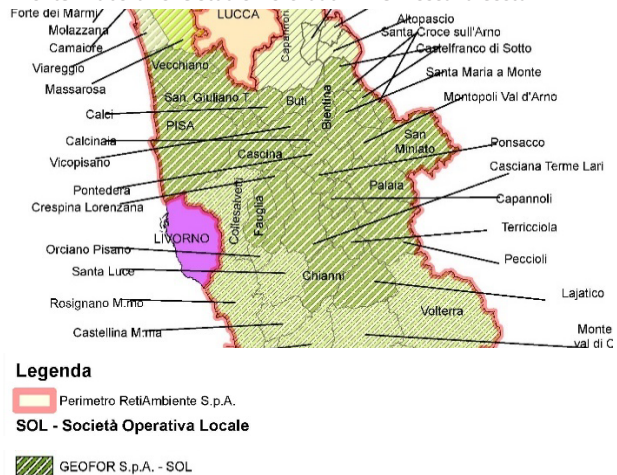 Forte dei Marmi
LUCCA
Altopascio
Molazzana
Capannori
Santa Croce sull'Arno
Camaiore
Castelfranco di Sotto
Viareggio
Vecchiano
Santa Maria a Monte
Massarosa
Bientina
Montopoli Val d'Arno
San Giuliano T.
Buti
Calci
PISA
San
Miniato
Calcinaia
Ponsacco
Cascina
Vicopisano
Casciana Terme Lari
Pontedera
Palaia
Capannoli
Crespina Lorenzana
Collesalvetti
Fauglia
Terricciola
LIVORNO
Orciano Pisano
Peccioli
Santa Luce
Chianni
Lajatico
Rosignano M.mo
Volterra
Castellina M.ma
Monte
val di C
Legenda
Perimetro RetiAmbiente S.p.A.
SOL - Società Operativa Locale
GEOFOR S.p.A. - SOL